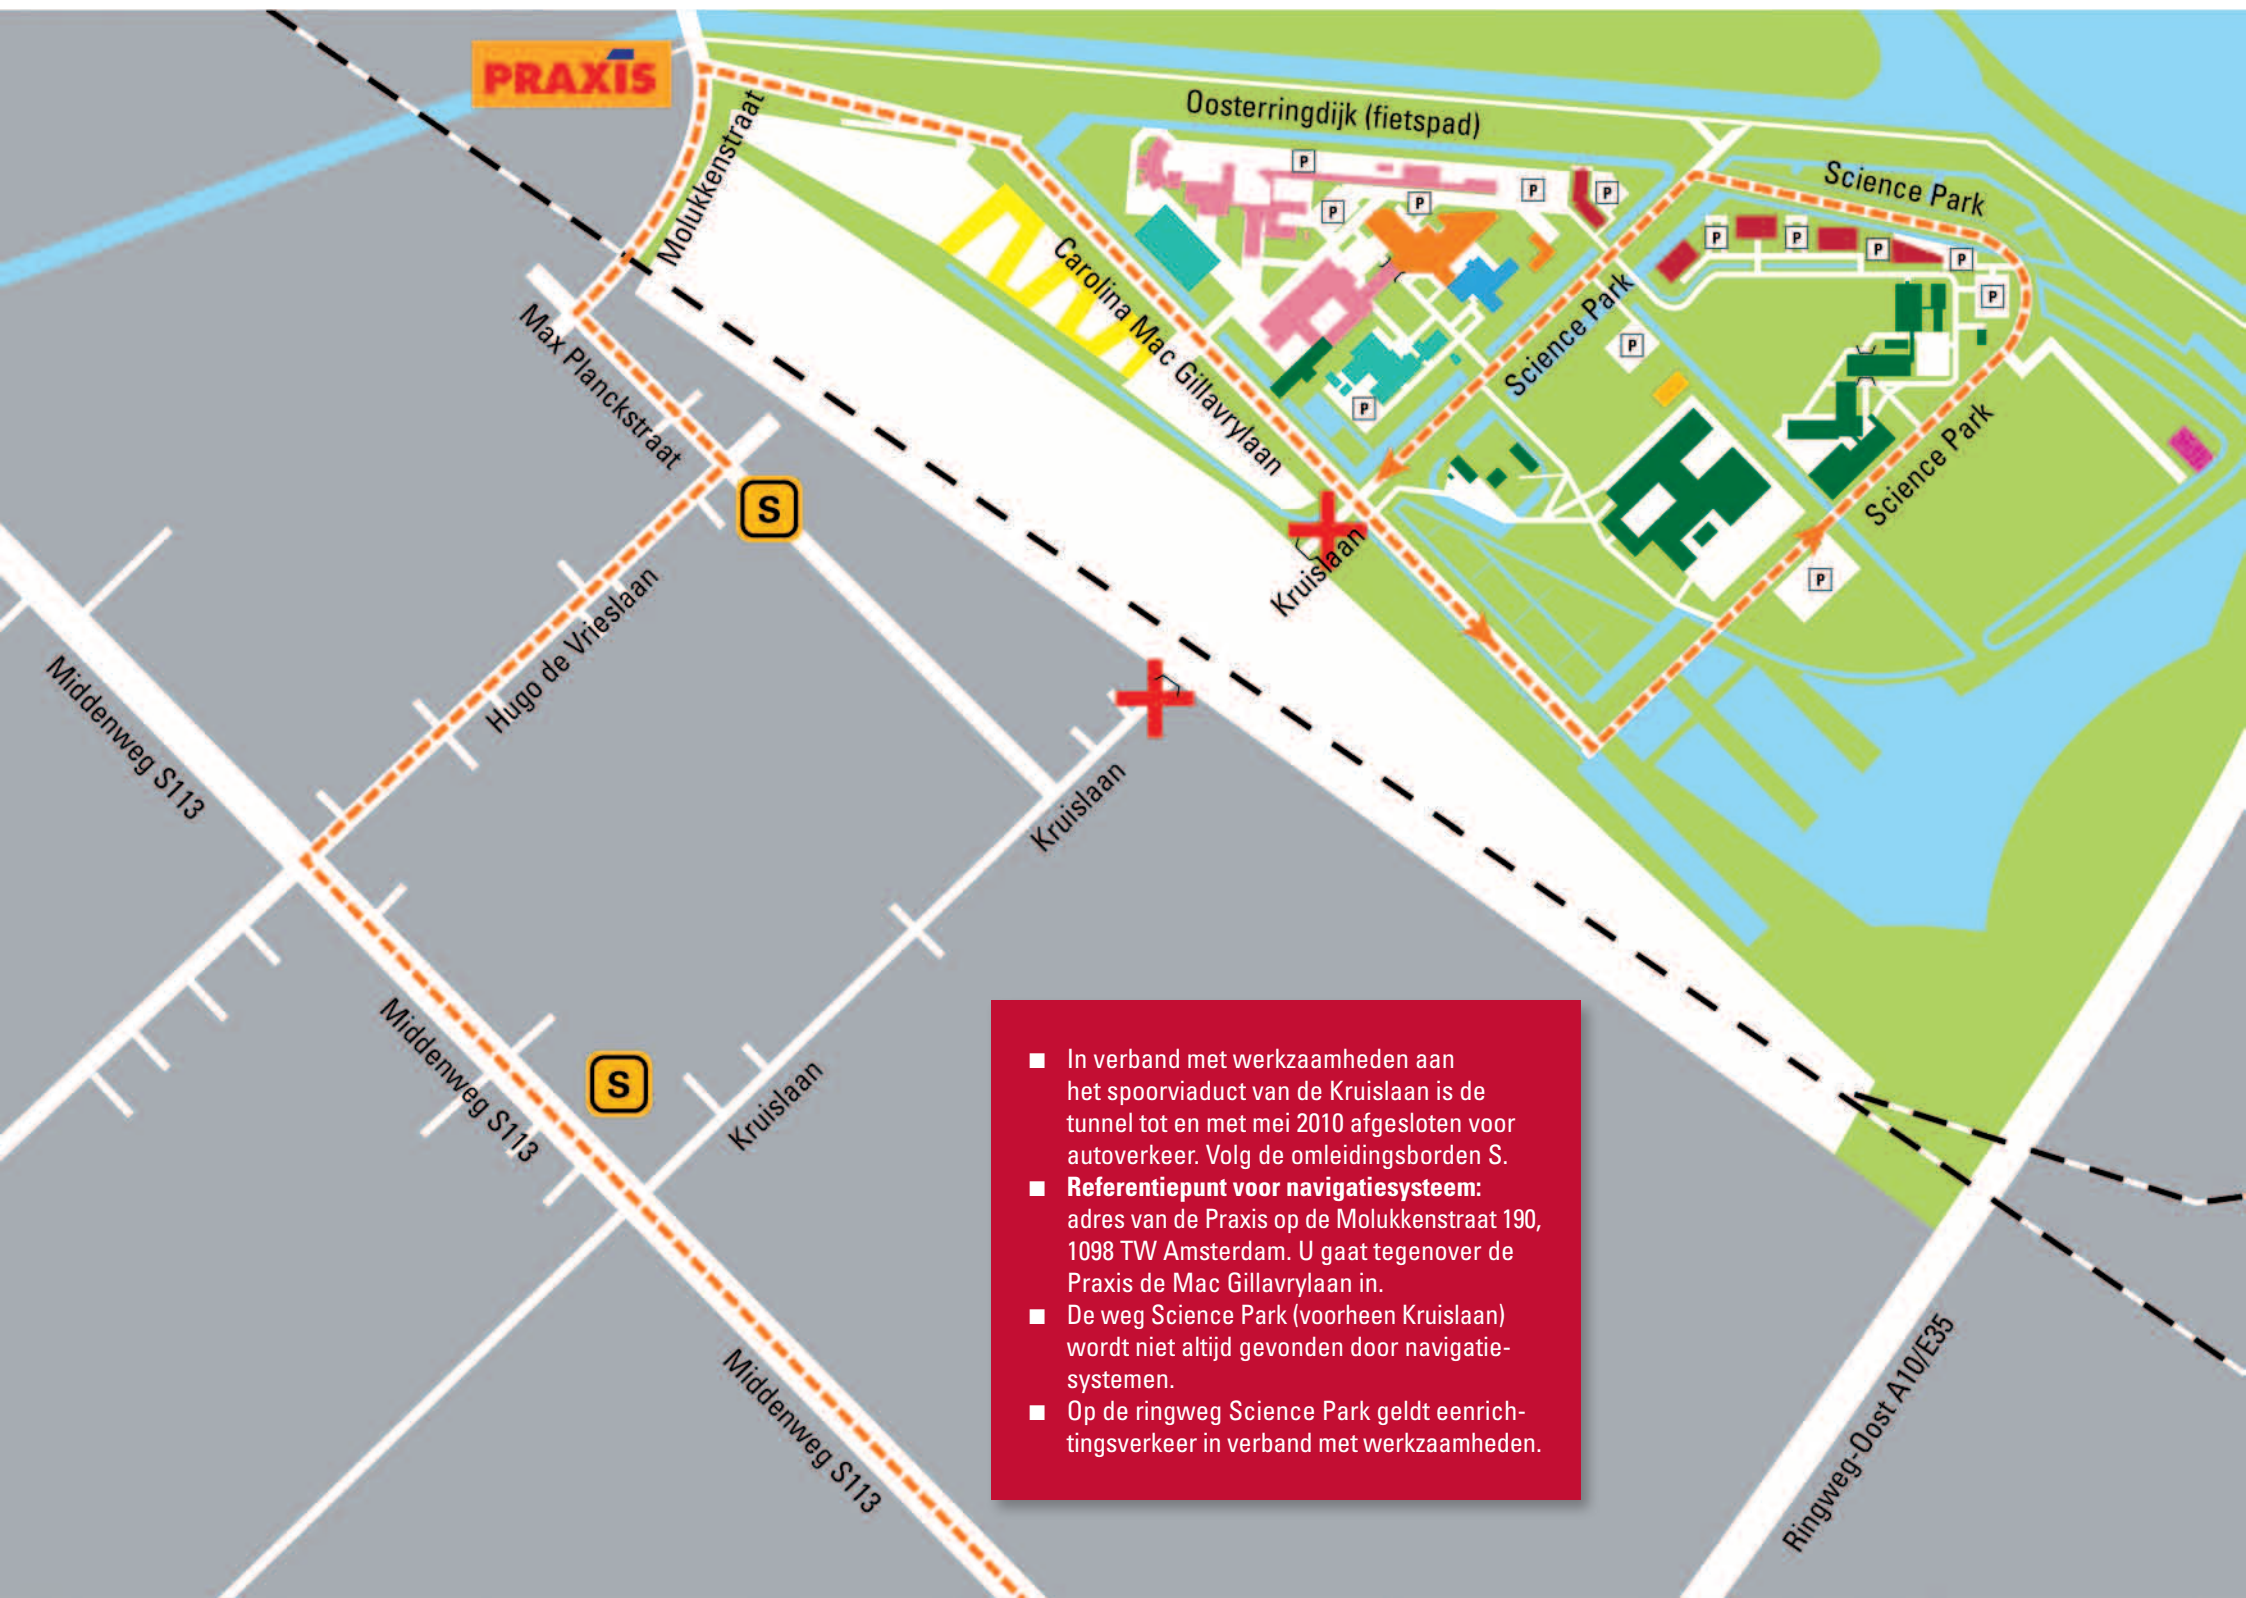 PRAXIS
Oosterringdijk (fietspad)
Science Park
Molukkenstraat
P
P
P
P
P
P
P
P
P
P
P
P
P
P
Carolina Mac Gillavrylaan
Science Park
Max Planckstraat
Science Park
S
Kruislaan
Hugo de Vrieslaan
Middenweg S113
Kruislaan
Middenweg S113
S
Kruislaan
Middenweg S113
Ringweg-Oost A10/E35
■ In verband met werkzaamheden aan
het spoorviaduct van de Kruislaan is de
tunnel tot en met mei 2010 afgesloten voor
autoverkeer. Volg de omleidingsborden S.
■ Referentiepunt voor navigatiesysteem:
adres van de Praxis op de Molukkenstraat 190,
1098 TW Amsterdam. U gaat tegenover de
Praxis de Mac Gillavrylaan in.
■ De weg Science Park (voorheen Kruislaan)
wordt niet altijd gevonden door navigatie-
systemen.
■ Op de ringweg Science Park geldt eenrich-
tingsverkeer in verband met werkzaamheden.